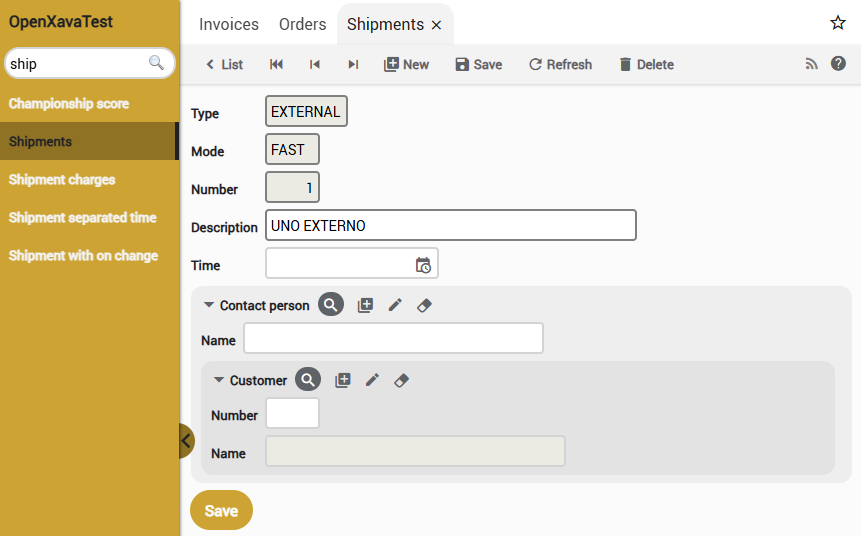 OpenXavaTest
ship
Championship score
Shipments
Shipment charges
Shipment separated time
Shipment with on change
Invoices Orders Shipments ×
List New Save Refresh Delete
Type EXTERNAL
Mode FAST
Number 1
Description UNO EXTERNO
Time
Contact person
Name
Customer
Number
Name
Save